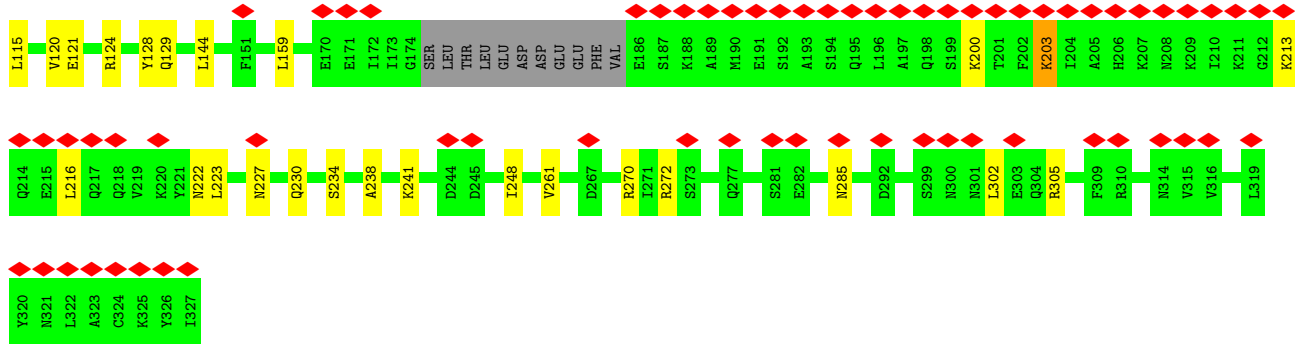 L115 V120 E121 R124 Y128 Q129 L144 F151 L159 E170 E171 I172 I173 G174 SER LEU THR LEU GLU ASP ASP GLU GLU PHE VAL E186 S187 K188 A189 M190 E191 S192 A193 S194 Q195 L196 A197 Q198 S199 K200 T201 F202 K203 I204 A205 H206 K207 N208 K209 I210 K211 G212 K213
Q214 E215 L216 Q217 Q218 V219 K220 Y221 N222 L223 N227 Q230 S234 A238 K241 D244 D245 I248 V261 D267 R270 I271 R272 S273 Q277 S281 E282 N285 D292 S299 N300 N301 L302 E303 Q304 R305 F309 R310 N314 V315 V316 L319
Y320 N321 L322 A323 C324 K325 Y326 I327